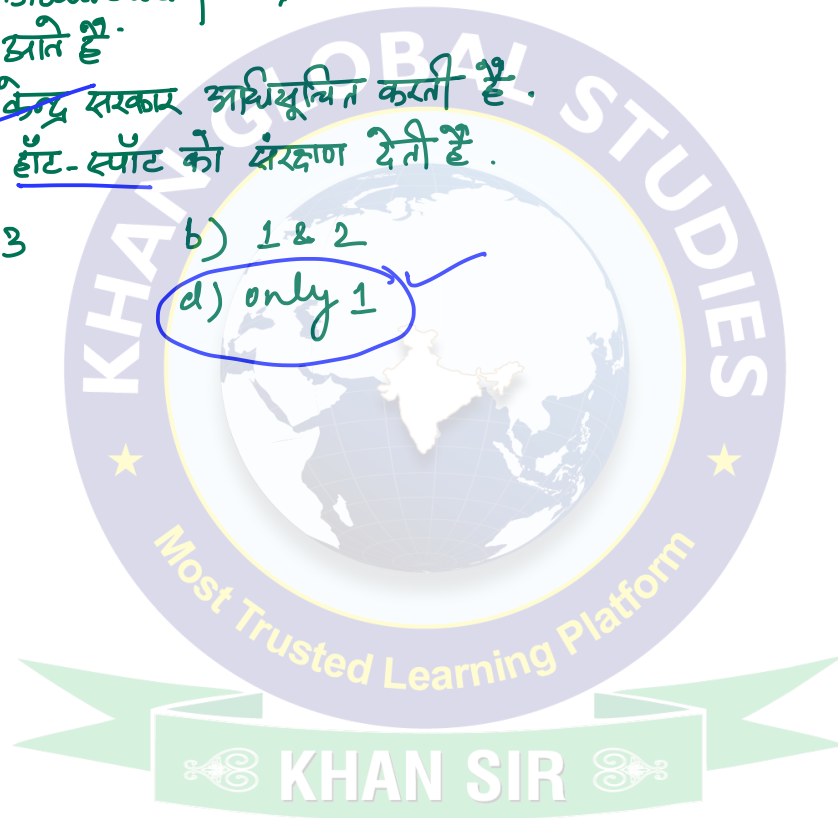 आते हैं.
केन्द्र सरकार अधिसूचित करती है.
हॉट-स्पॉट को संरक्षण देती है.
3 b) 1 & 2
d) only 1
KHAN GLOBAL STUDIES
Most Trusted Learning Platform
KHAN SIR